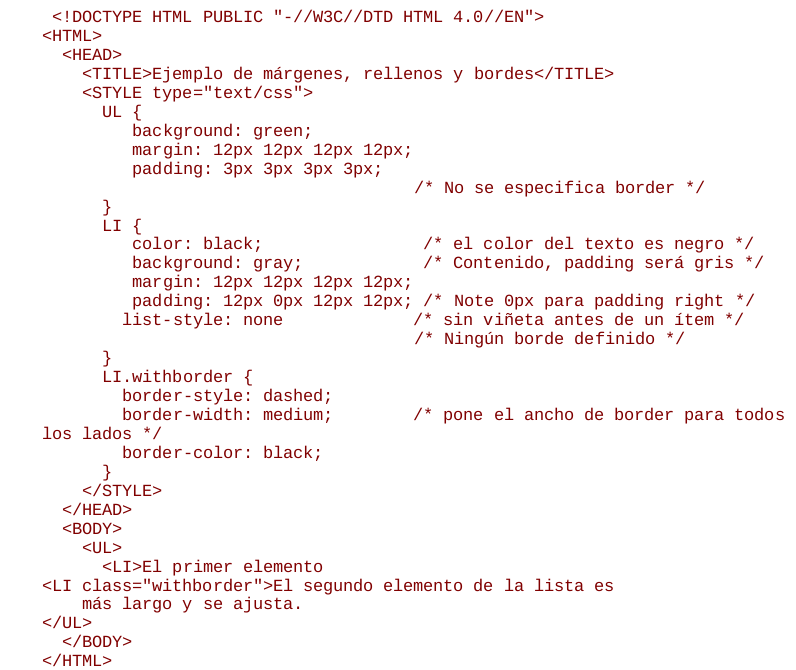 <!DOCTYPE HTML PUBLIC "-//W3C//DTD HTML 4.0//EN">
<HTML>
  <HEAD>
    <TITLE>Ejemplo de márgenes, rellenos y bordes</TITLE>
    <STYLE type="text/css">
      UL {
         background: green;
         margin: 12px 12px 12px 12px;
         padding: 3px 3px 3px 3px;
                                     /* No se especifica border */
      }
      LI {
         color: black;                /* el color del texto es negro */
         background: gray;            /* Contenido, padding será gris */
         margin: 12px 12px 12px 12px;
         padding: 12px 0px 12px 12px; /* Note 0px para padding right */
        list-style: none             /* sin viñeta antes de un ítem */
                                     /* Ningún borde definido */
      }
      LI.withborder {
        border-style: dashed;
        border-width: medium;        /* pone el ancho de border para todos
los lados */
        border-color: black;
      }
    </STYLE>
  </HEAD>
  <BODY>
    <UL>
      <LI>El primer elemento
<LI class="withborder">El segundo elemento de la lista es
    más largo y se ajusta.
</UL>
  </BODY>
</HTML>